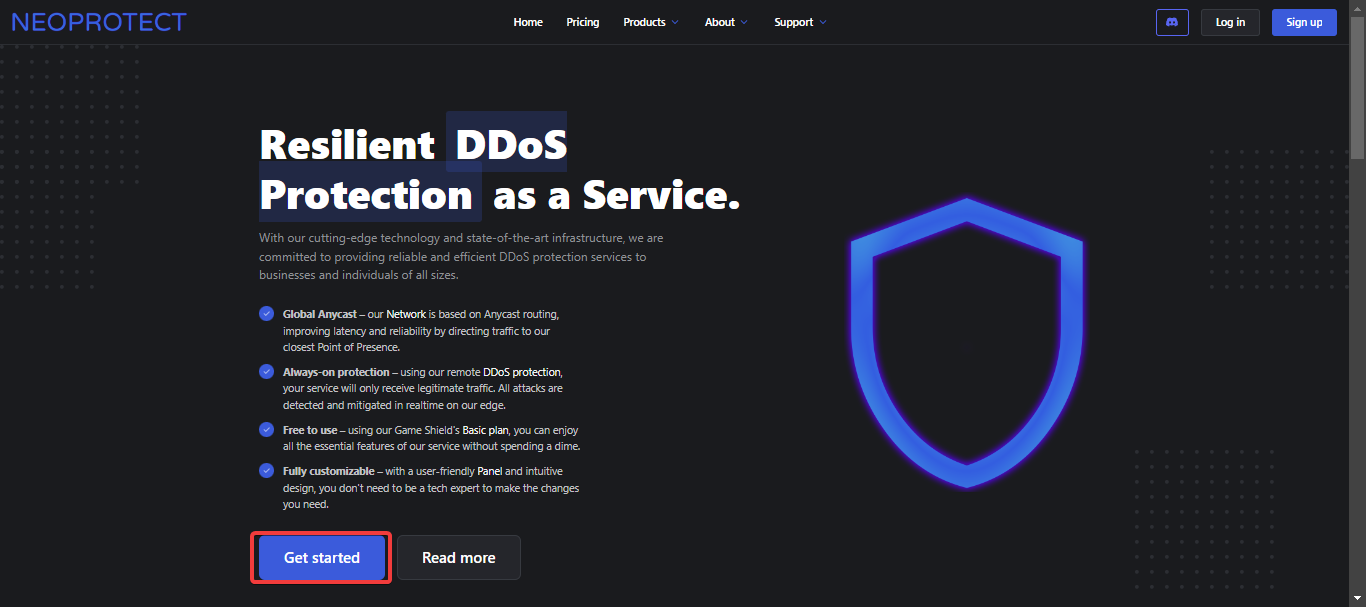 NEOPROTECT
Home Pricing Products About Support
Log in Sign up
Resilient DDoS
Protection as a Service.
With our cutting-edge technology and state-of-the-art infrastructure, we are
committed to providing reliable and efficient DDoS protection services to
businesses and individuals of all sizes.
Global Anycast – our Network is based on Anycast routing,
improving latency and reliability by directing traffic to our
closest Point of Presence.
Always-on protection – using our remote DDoS protection,
your service will only receive legitimate traffic. All attacks are
detected and mitigated in realtime on our edge.
Free to use – using our Game Shield's Basic plan, you can enjoy
all the essential features of our service without spending a dime.
Fully customizable – with a user-friendly Panel and intuitive
design, you don't need to be a tech expert to make the changes
you need.
Get started Read more